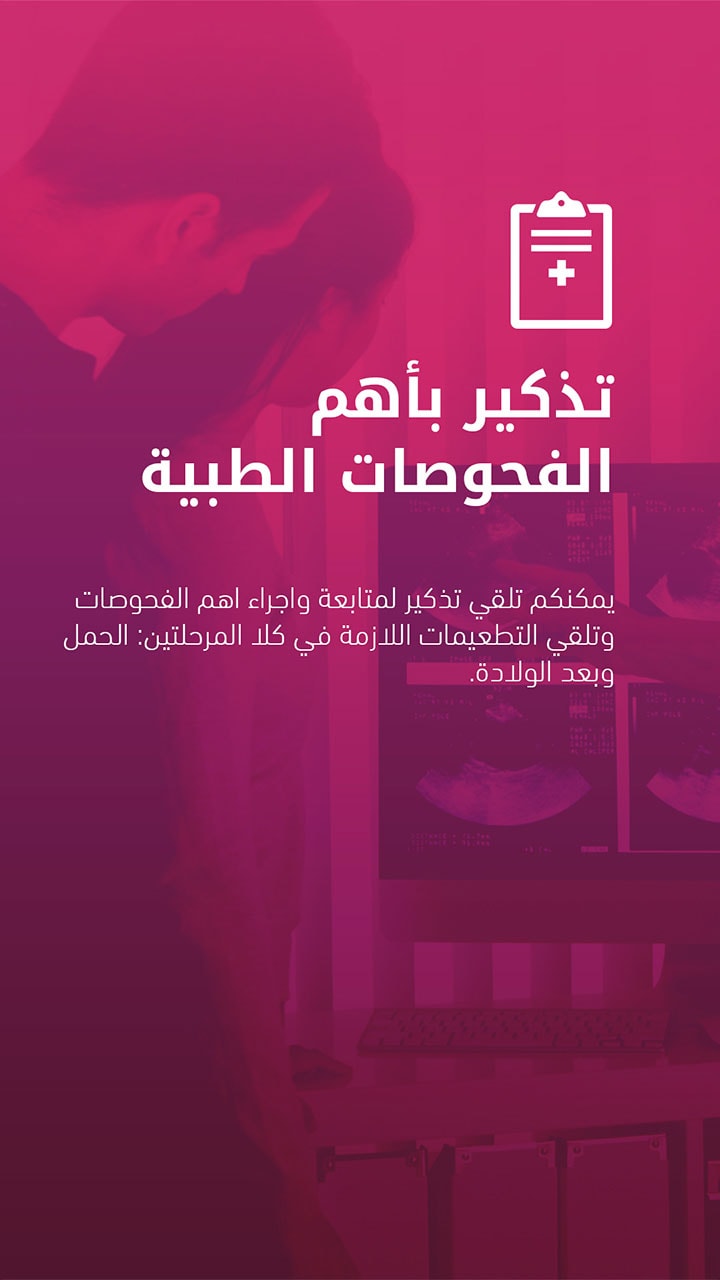 تذكير بأهم
الفحوصات الطبية
يمكنكم تلقي تذكير لمتابعة واجراء اهم الفحوصات
وتلقي التطعيمات اللازمة في كلا المرحلتين: الحمل
وبعد الولادة.